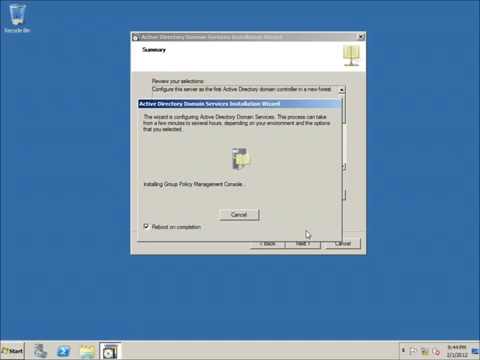 Recycle Bin
Active Directory Domain Services Installation Wizard
Summary
Review your selections:
Configure this server as the first Active Directory domain controller in a new forest.
Active Directory Domain Services Installation Wizard
The wizard is configuring Active Directory Domain Services. This process can take
from a few minutes to several hours, depending on your environment and the options
that you selected.
Installing Group Policy Management Console...
Cancel
Reboot on completion
< Back
Next >
Cancel
Start
9:44 PM
2/1/2012